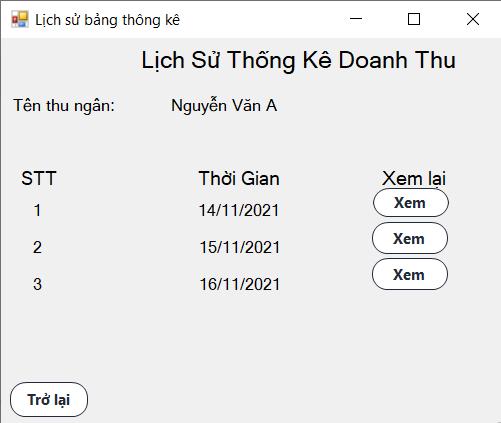 Lịch sử bảng thông kê
Lịch Sử Thống Kê Doanh Thu
Tên thu ngân: Nguyễn Văn A
STT Thời Gian Xem lại
1 14/11/2021 Xem
2 15/11/2021 Xem
3 16/11/2021 Xem
Trở lại